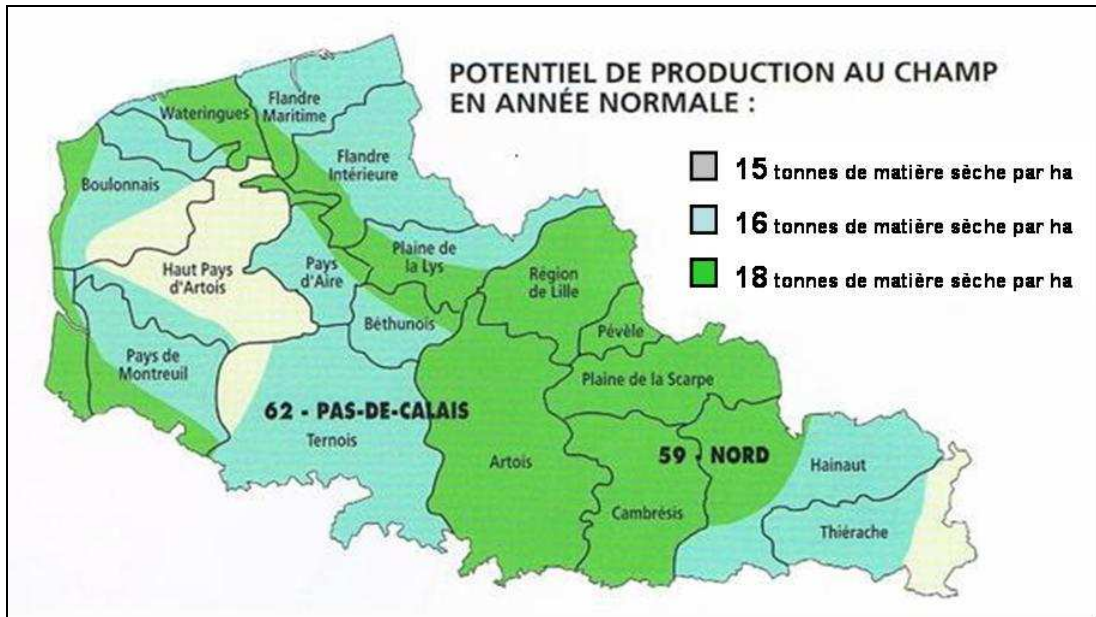 POTENTIEL DE PRODUCTION AU CHAMP
EN ANNÉE NORMALE :
15 tonnes de matière sèche par ha
16 tonnes de matière sèche par ha
18 tonnes de matière sèche par ha
Wateringues
Flandre
Maritime
Flandre
Intérieure
Boulonnais
Haut Pays
d'Artois
Pays
d'Aire
Plaine de
la Lys
Région
de Lille
Béthunois
Pévèle
Pays de
Montreuil
Plaine de la Scarpe
62 - PAS-DE-CALAIS
Ternois
Artois
59 - NORD
Hainaut
Cambrésis
Thiérache